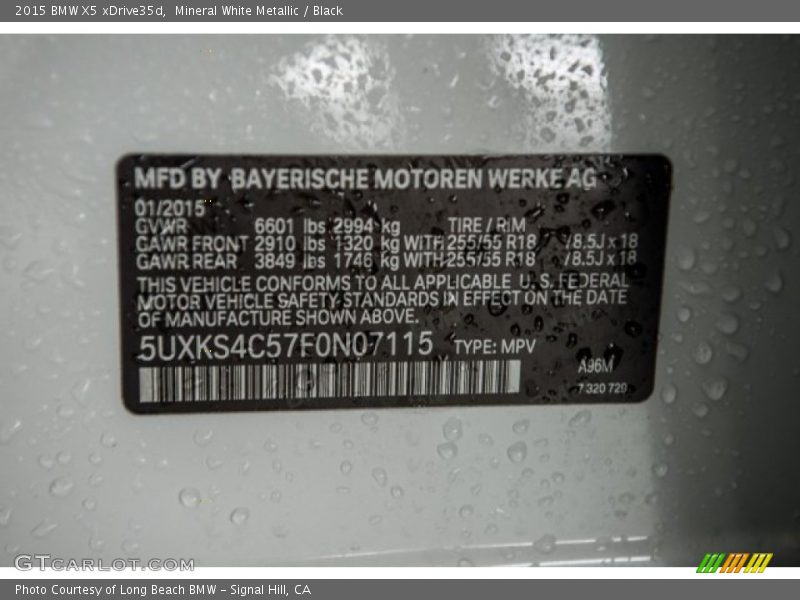 2015 BMW X5 xDrive35d,  Mineral White Metallic / Black
MFD BY BAYERISCHE MOTOREN WERKE AG
01/2015
GVWR 6601 lbs 2994 kg TIRE / RIM
GAWR FRONT 2910 lbs 1320 kg WITH 255/55 R18 /8.5J x 18
GAWR REAR 3849 lbs 1746 kg WITH 255/55 R18 /8.5J x 18
THIS VEHICLE CONFORMS TO ALL APPLICABLE U.S. FEDERAL
MOTOR VEHICLE SAFETY STANDARDS IN EFFECT ON THE DATE
OF MANUFACTURE SHOWN ABOVE.
5UXKS4C57F0N07115 TYPE: MPV
A96M
7 320 729
GTCARLOT.COM
Photo Courtesy of Long Beach BMW - Signal Hill, CA